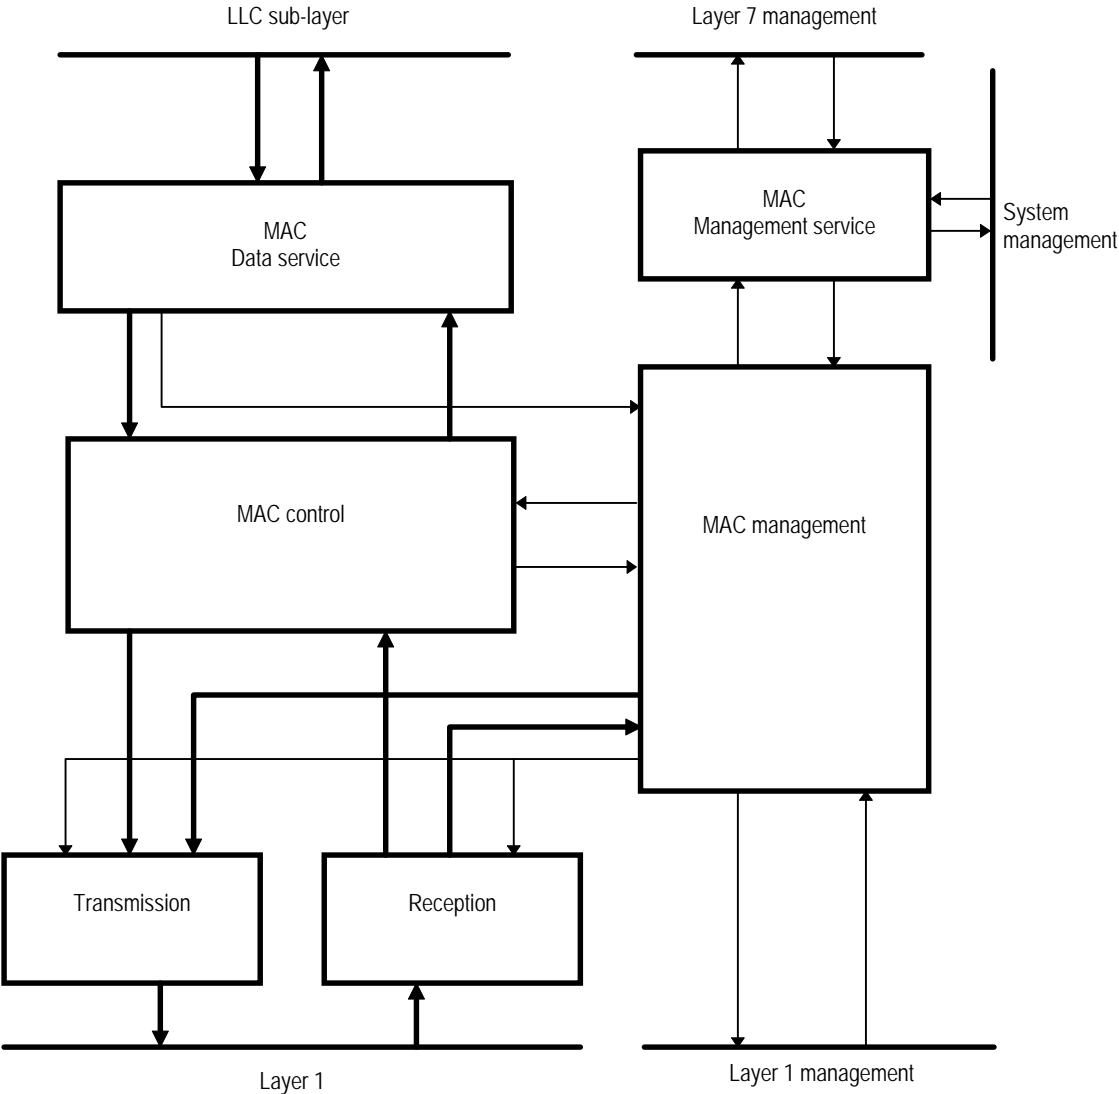 LLC sub-layer
Layer 7 management
MAC
Management service
System
management
MAC
Data service
MAC control
MAC management
Transmission
Reception
Layer 1
Layer 1 management